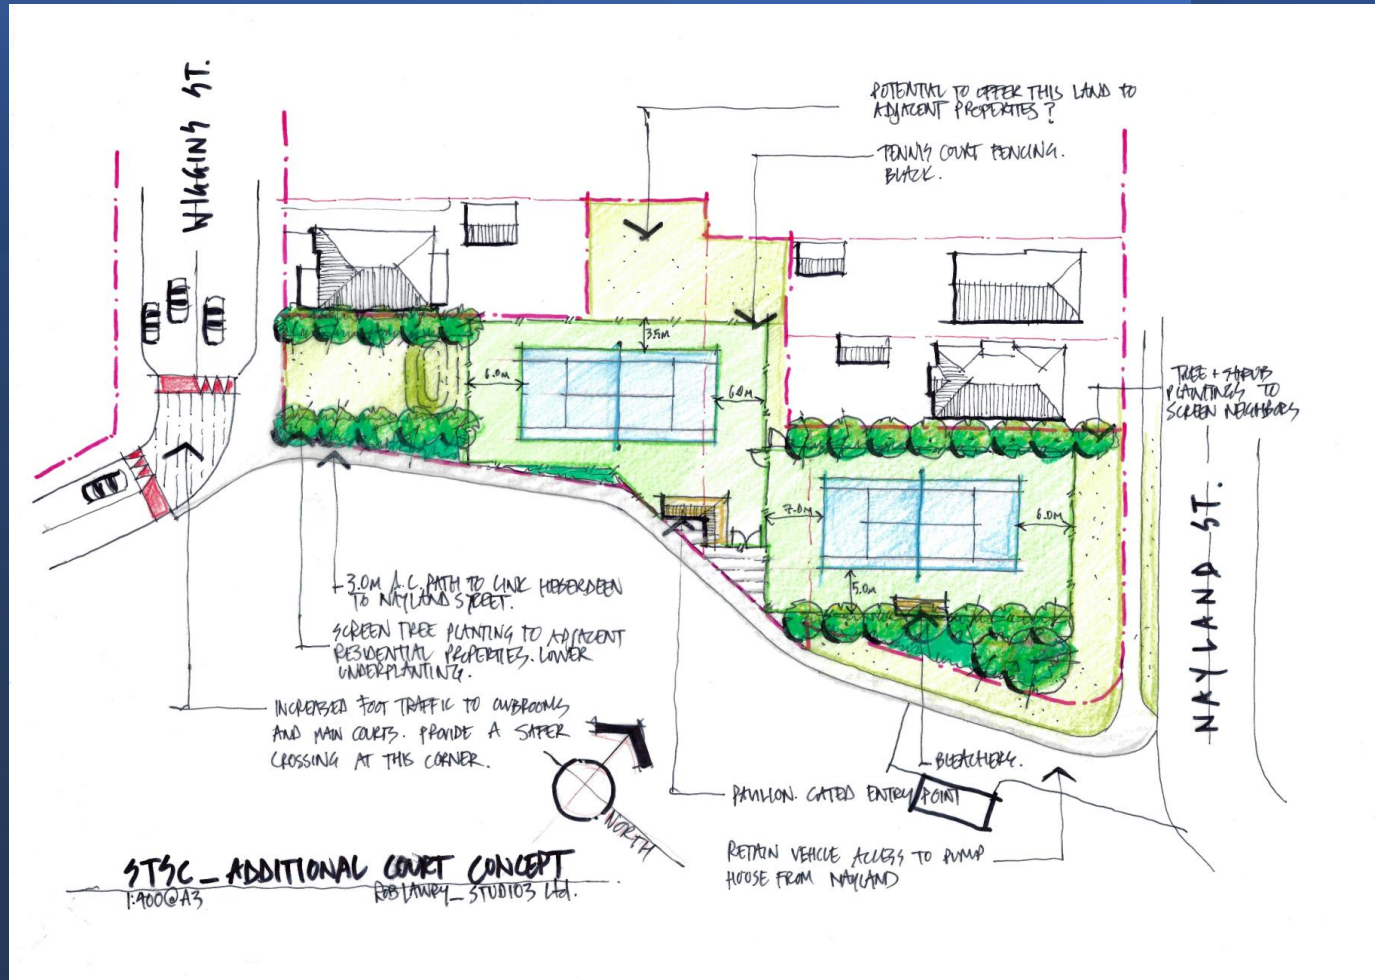 WIGGINS ST.
POTENTIAL TO OFFER THIS LAND TO
ADJACENT PROPERTIES?
TENNIS COURT FENCING.
BLACK.
3.5m
6.0m
6.0m
TREE + SHRUB
PLANTINGS TO
SCREEN NEIGHBORS
7.0m
6.0m
5.0m
NAYLAND ST.
3.0M A.C. PATH TO LINK HEBERDEEN
TO NAYLAND STREET.
SCREEN TREE PLANTING TO ADJACENT
RESIDENTIAL PROPERTIES. LOWER
UNDERPLANTING.
INCREASED FOOT TRAFFIC TO CLUBROOMS
AND MAIN COURTS. PROVIDE A SAFER
CROSSING AT THIS CORNER.
BLEACHERS.
PAVILION. GATED ENTRY POINT
NORTH
RETAIN VEHICLE ACCESS TO PUMP
HOUSE FROM NAYLAND
STSC_ADDITIONAL COURT CONCEPT
1:400@A3
ROB LAWRY_STUDIO3 Ltd.